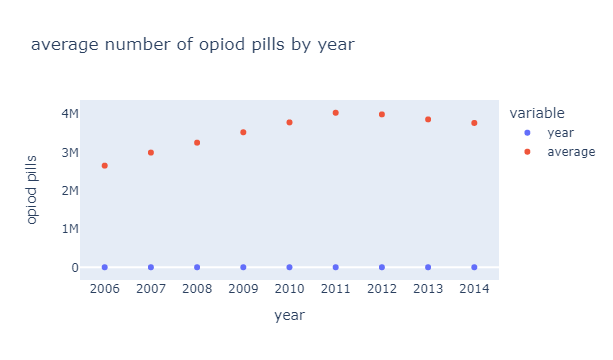 average number of opiod pills by year
variable
year
average
opiod pills
4M
3M
2M
1M
0
2006 2007 2008 2009 2010 2011 2012 2013 2014
year